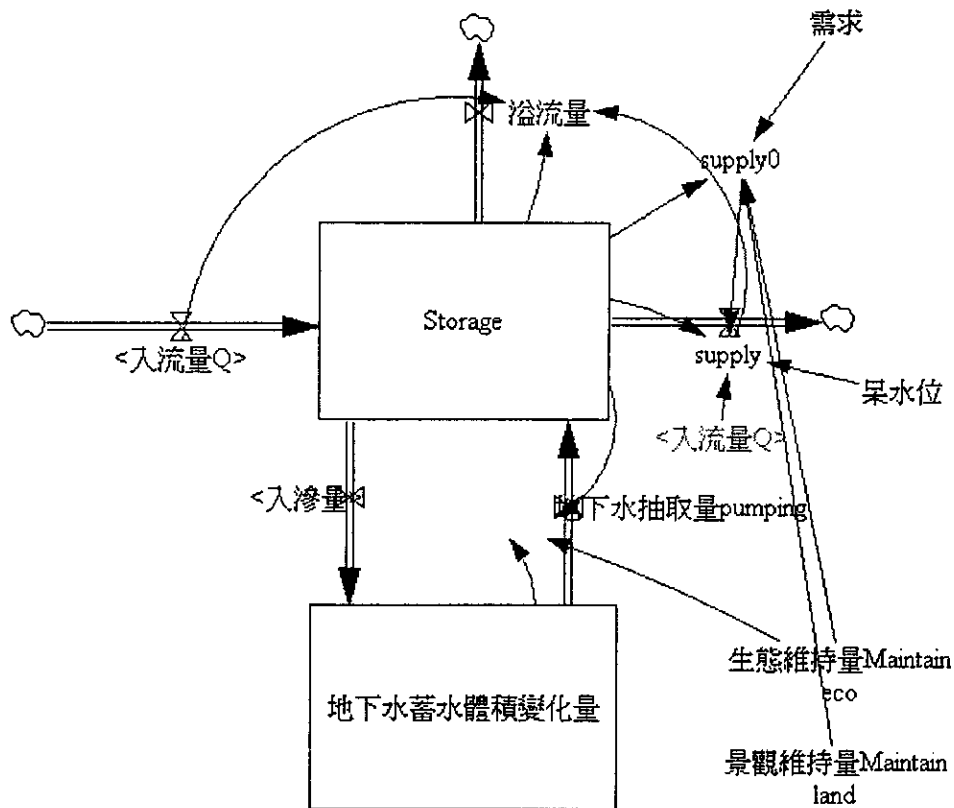 需求
溢流量
supply0
Storage
<入流量Q>
supply
呆水位
<入流量Q>
<入滲量
地下水抽取量pumping
生態維持量Maintain
eco
地下水蓄水體積變化量
景觀維持量Maintain
land